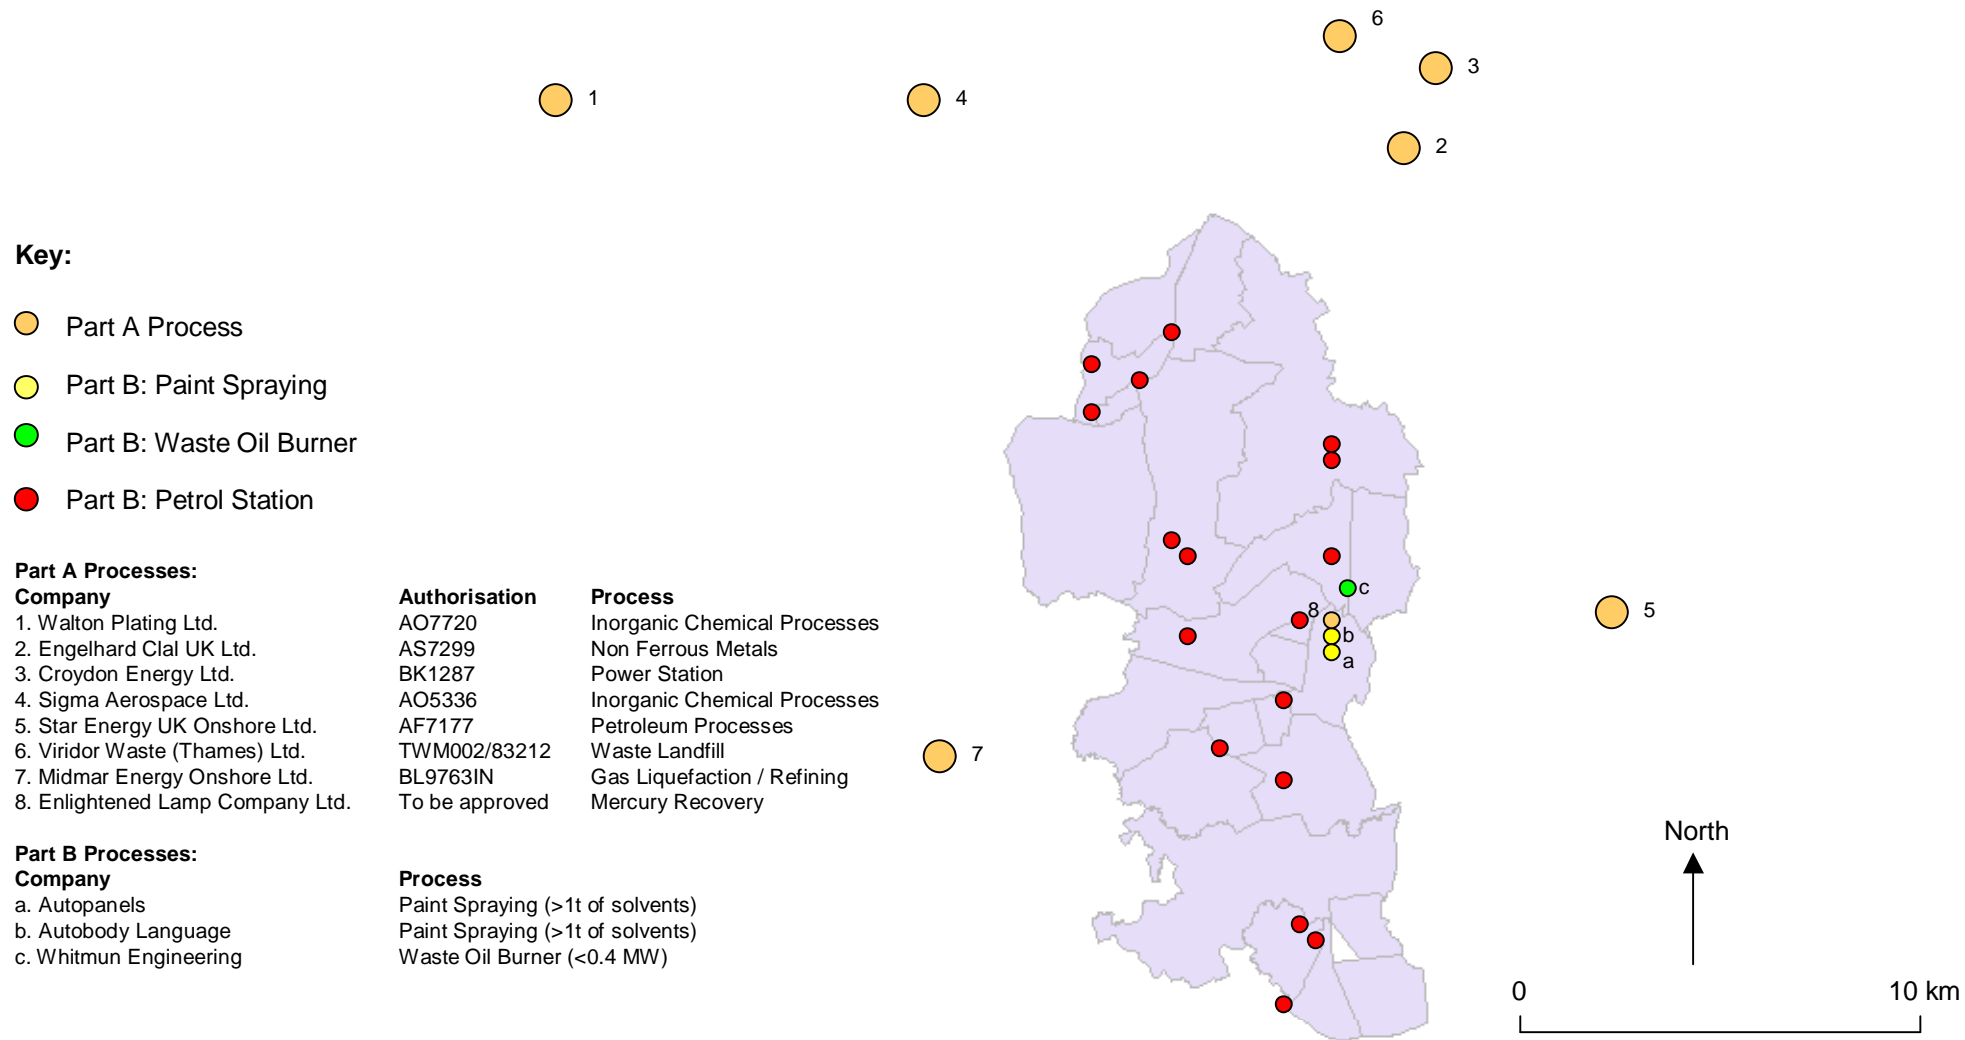 6
3
1
4
2
Key:
Part A Process
Part B: Paint Spraying
Part B: Waste Oil Burner
Part B: Petrol Station
Part A Processes:
Company Authorisation Process
1. Walton Plating Ltd. AO7720 Inorganic Chemical Processes
2. Engelhard Clal UK Ltd. AS7299 Non Ferrous Metals
3. Croydon Energy Ltd. BK1287 Power Station
4. Sigma Aerospace Ltd. AO5336 Inorganic Chemical Processes
5. Star Energy UK Onshore Ltd. AF7177 Petroleum Processes
6. Viridor Waste (Thames) Ltd. TWM002/83212 Waste Landfill
7. Midmar Energy Onshore Ltd. BL9763IN Gas Liquefaction / Refining
8. Enlightened Lamp Company Ltd. To be approved Mercury Recovery
Part B Processes:
Company Process
a. Autopanels Paint Spraying (>1t of solvents)
b. Autobody Language Paint Spraying (>1t of solvents)
c. Whitmun Engineering Waste Oil Burner (<0.4 MW)
c
8
b
a
5
7
North
0 10 km